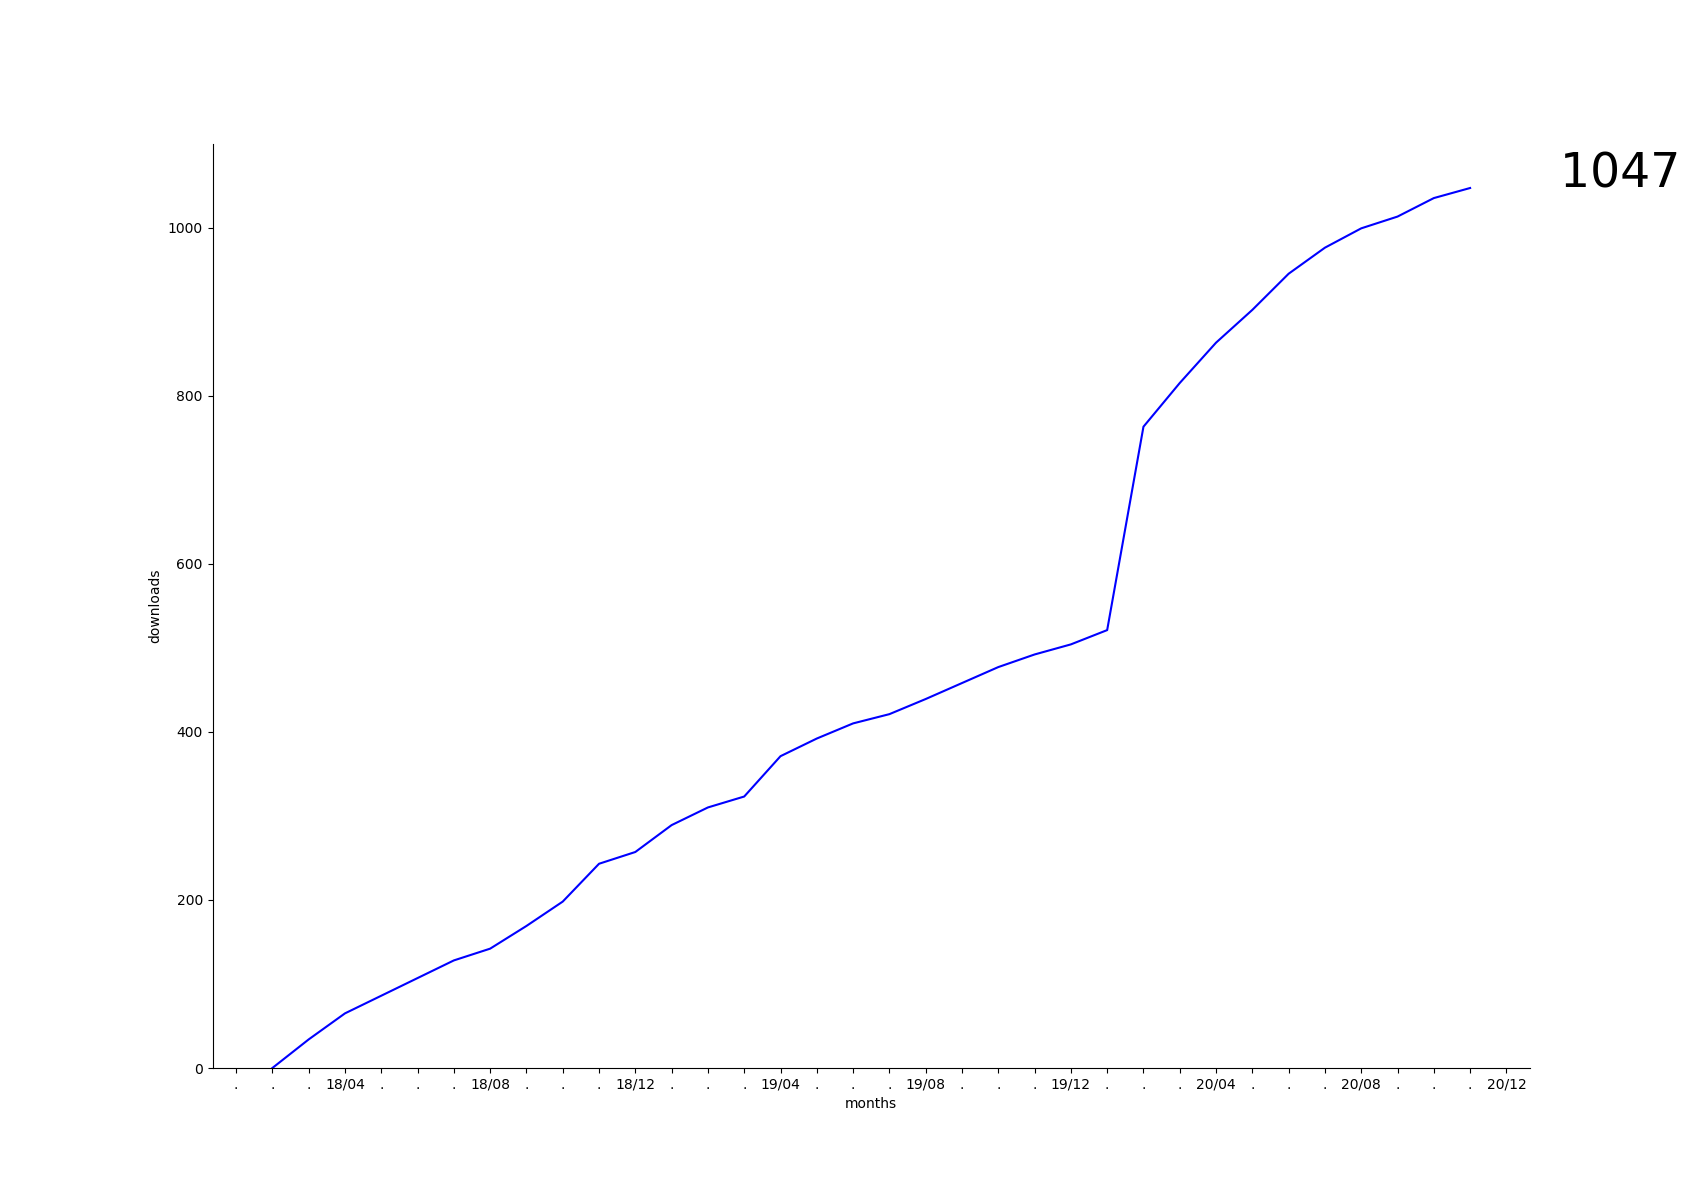 1047
1000
800
600
400
200
0
downloads
. . . 18/04 . . . 18/08 . . . 18/12 . . . 19/04 . . . 19/08 . . . 19/12 . . . 20/04 . . . 20/08 . . . 20/12
months